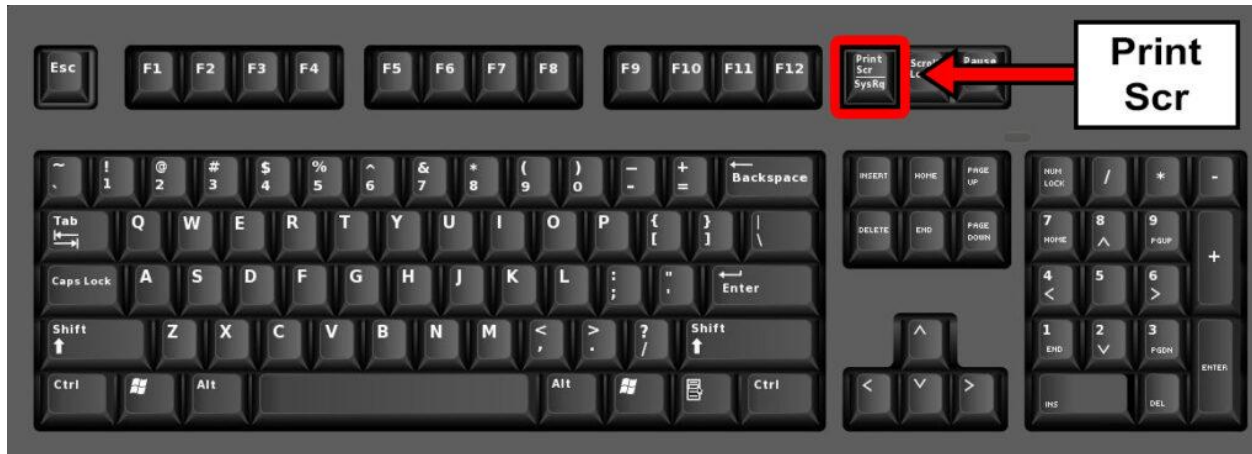 Print
Scr
Esc F1 F2 F3 F4 F5 F6 F7 F8 F9 F10 F11 F12
Print
Scr
SysRq
Pause
~ ! @ # $ % ^ & * ( ) _ +
` 1 2 3 4 5 6 7 8 9 0 - =
Backspace
INSERT HOME PAGE UP
NUM LOCK / * -
Tab Q W E R T Y U I O P { [ } ] | \
DELETE END PAGE DOWN
7 HOME 8 ^ 9 PGUP +
Caps Lock A S D F G H J K L : ; " ' Enter
4 < 5 6 >
Shift Z X C V B N M < , > . ? / Shift
^
1 END 2 v 3 PGDN ENTER
Ctrl Alt Alt Ctrl
< v >
INS DEL